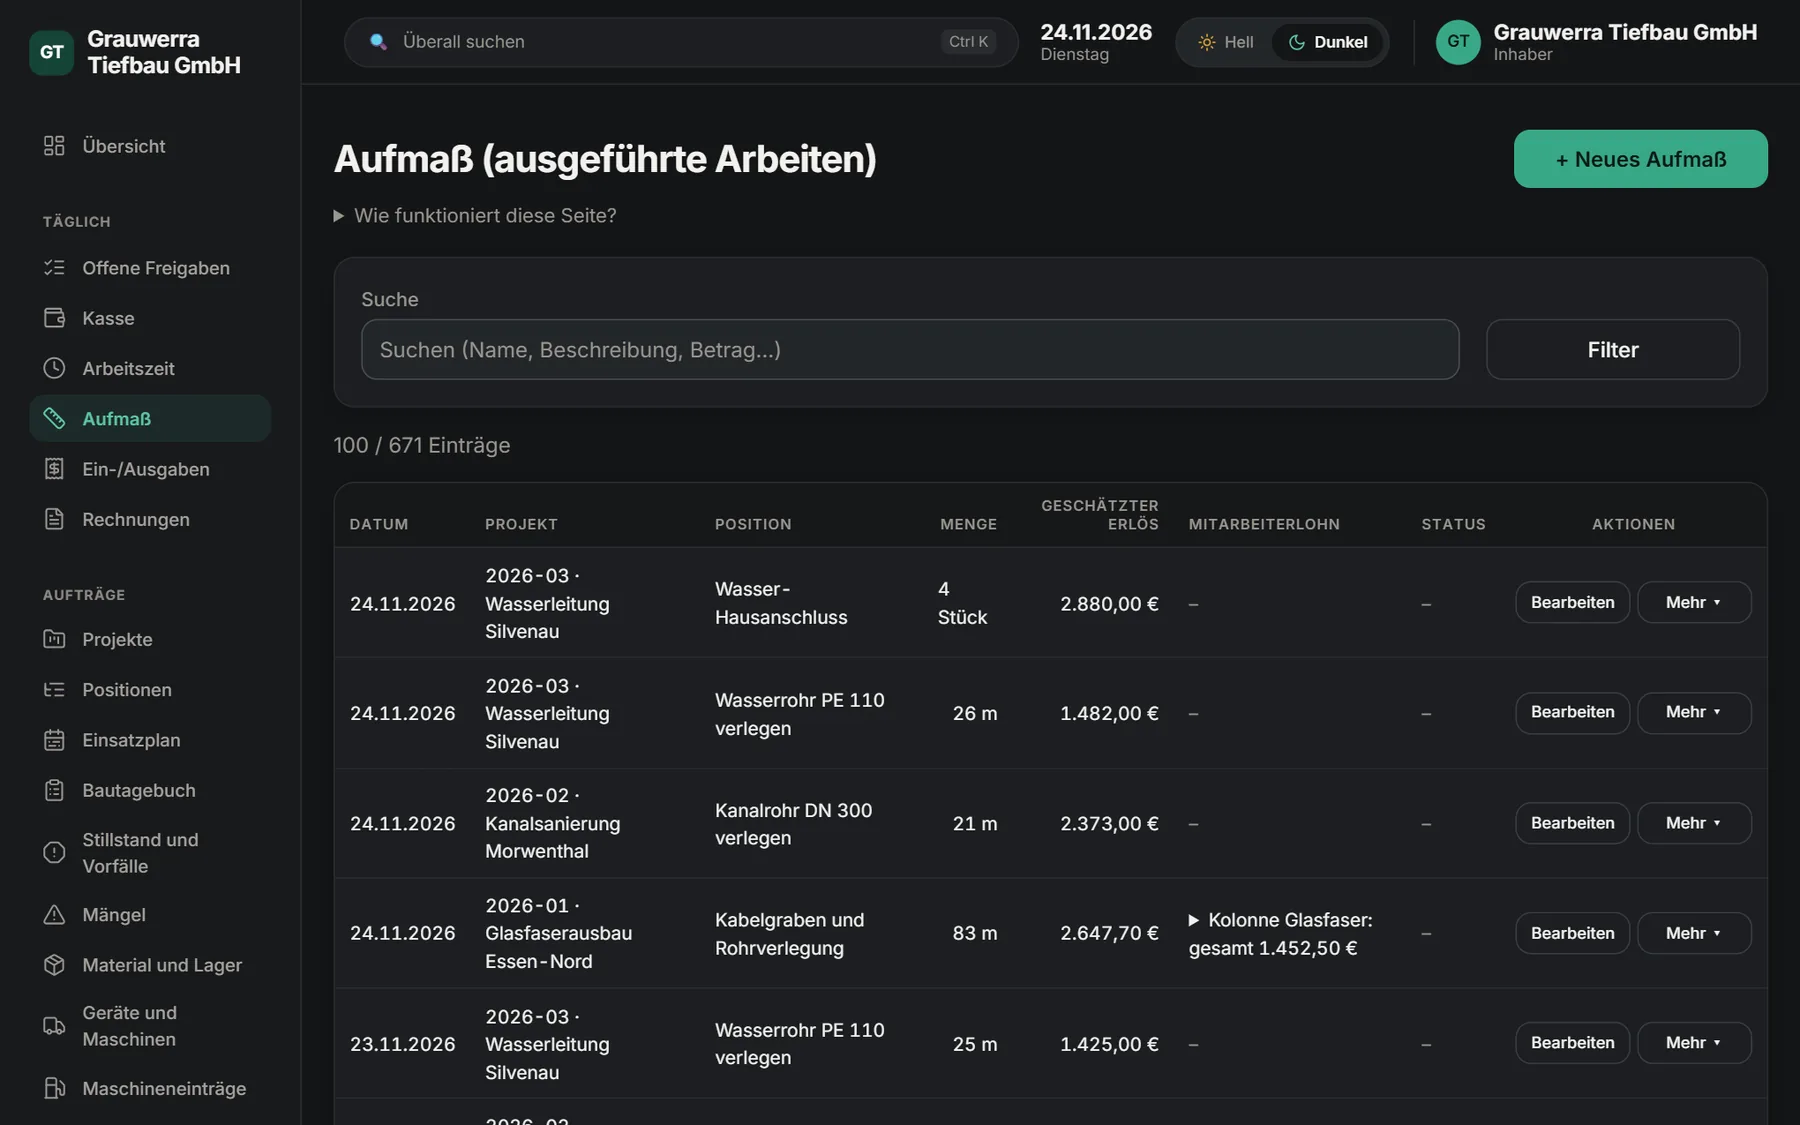 GT
Grauwerra
Tiefbau GmbH
Übersicht
TÄGLICH
Offene Freigaben
Kasse
Arbeitszeit
Aufmaß
Ein-/Ausgaben
Rechnungen
AUFTRÄGE
Projekte
Positionen
Einsatzplan
Bautagebuch
Stillstand und
Vorfälle
Mängel
Material und Lager
Geräte und
Maschinen
Maschineneinträge
Überall suchen
Ctrl K
24.11.2026
Dienstag
Hell
Dunkel
GT
Grauwerra Tiefbau GmbH
Inhaber
Aufmaß (ausgeführte Arbeiten)
+ Neues Aufmaß
▶ Wie funktioniert diese Seite?
Suche
Suchen (Name, Beschreibung, Betrag...)
Filter
100 / 671 Einträge
DATUM
PROJEKT
POSITION
MENGE
GESCHÄTZTER
ERLÖS
MITARBEITERLOHN
STATUS
AKTIONEN
24.11.2026
2026-03 ·
Wasserleitung
Silvenau
Wasser-
Hausanschluss
4
Stück
2.880,00 €
–
–
Bearbeiten
Mehr ▼
24.11.2026
2026-03 ·
Wasserleitung
Silvenau
Wasserrohr PE 110
verlegen
26 m
1.482,00 €
–
–
Bearbeiten
Mehr ▼
24.11.2026
2026-02 ·
Kanalsanierung
Morwenthal
Kanalrohr DN 300
verlegen
21 m
2.373,00 €
–
–
Bearbeiten
Mehr ▼
24.11.2026
2026-01 ·
Glasfaserausbau
Essen-Nord
Kabelgraben und
Rohrverlegung
83 m
2.647,70 €
▶ Kolonne Glasfaser:
gesamt 1.452,50 €
–
Bearbeiten
Mehr ▼
23.11.2026
2026-03 ·
Wasserleitung
Silvenau
Wasserrohr PE 110
verlegen
25 m
1.425,00 €
–
–
Bearbeiten
Mehr ▼